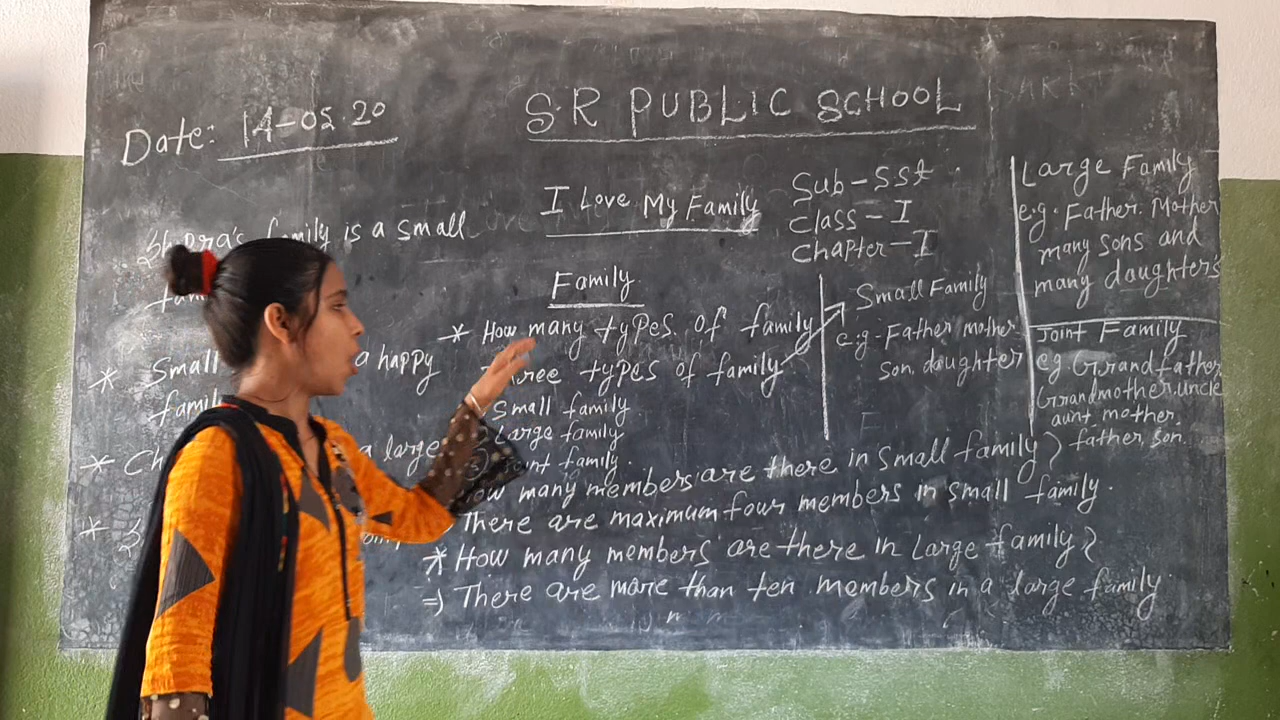 S.R PUBLIC SCHOOL
Date: 14-05.20
I Love My Family
Sub-SSt
Class-I
Chapter-I
family is a small
Small a happy
a large
Family
* How many types of family
Three types of family
Small family
Large family
family.
many members are there in small family?
There are maximum four members in small family.
* How many members are there in Large family?
=) There are more than ten members in a large family
Small Family
e.g-Father mother
son, daughter
Large Family
e.g. Father. Mother
many sons and
many daughter's
Joint Family
eg Grandfather
Grandmother, uncle
aunt, mother,
father, son.